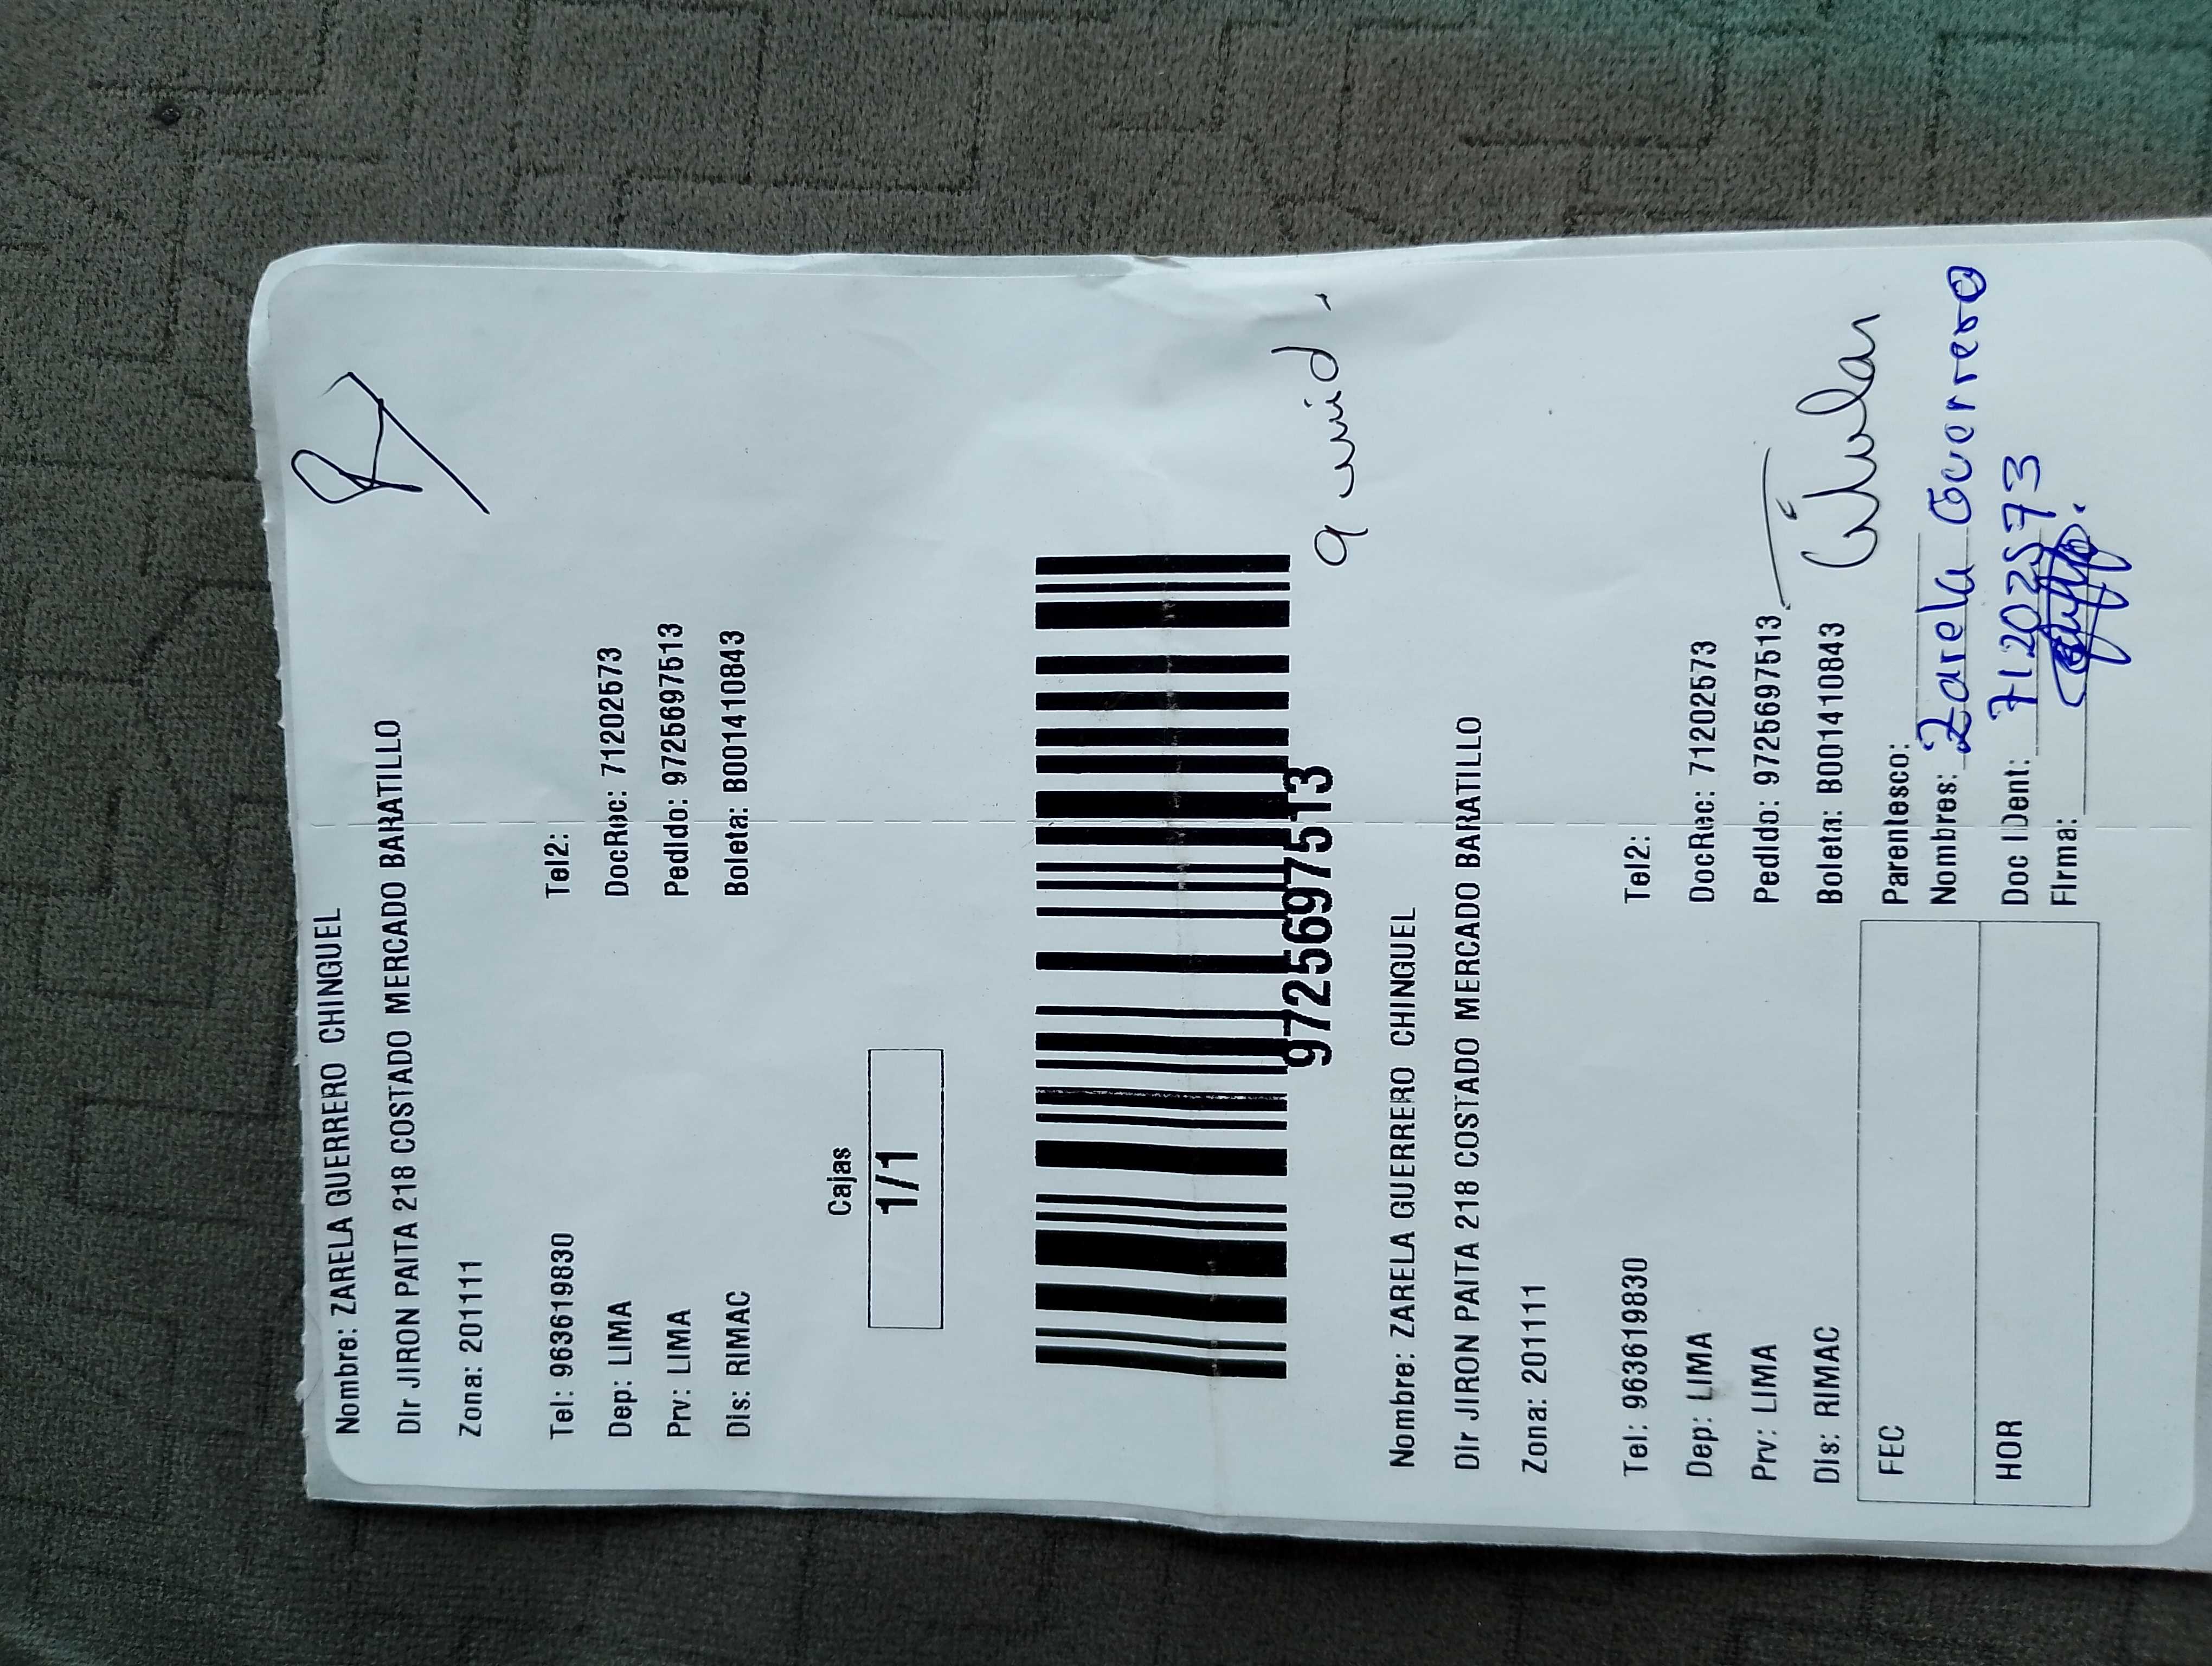 Nombre: ZARELA GUERRERO CHINGUEL
Dir JIRON PAITA 218 COSTADO MERCADO BARATILLO
Zona: 201111
Tel: 963619830 Tel2:
Dep: LIMA DocRec: 71202573
Prv: LIMA Pedido: 972569697513
Dis: RIMAC Boleta: B001410843
Cajas
1/1
972569697513
9 unid.
Nombre: ZARELA GUERRERO CHINGUEL
Dir JIRON PAITA 218 COSTADO MERCADO BARATILLO
Zona: 201111
Tel: 963619830 Tel2:
Dep: LIMA DocRec: 71202573
Prv: LIMA Pedido: 972569697513
Dis: RIMAC Boleta: B001410843
Titular
FEC Parentesco:
Nombres: Zarela Guerrero
HOR Doc IDent: 71202573
Firma: